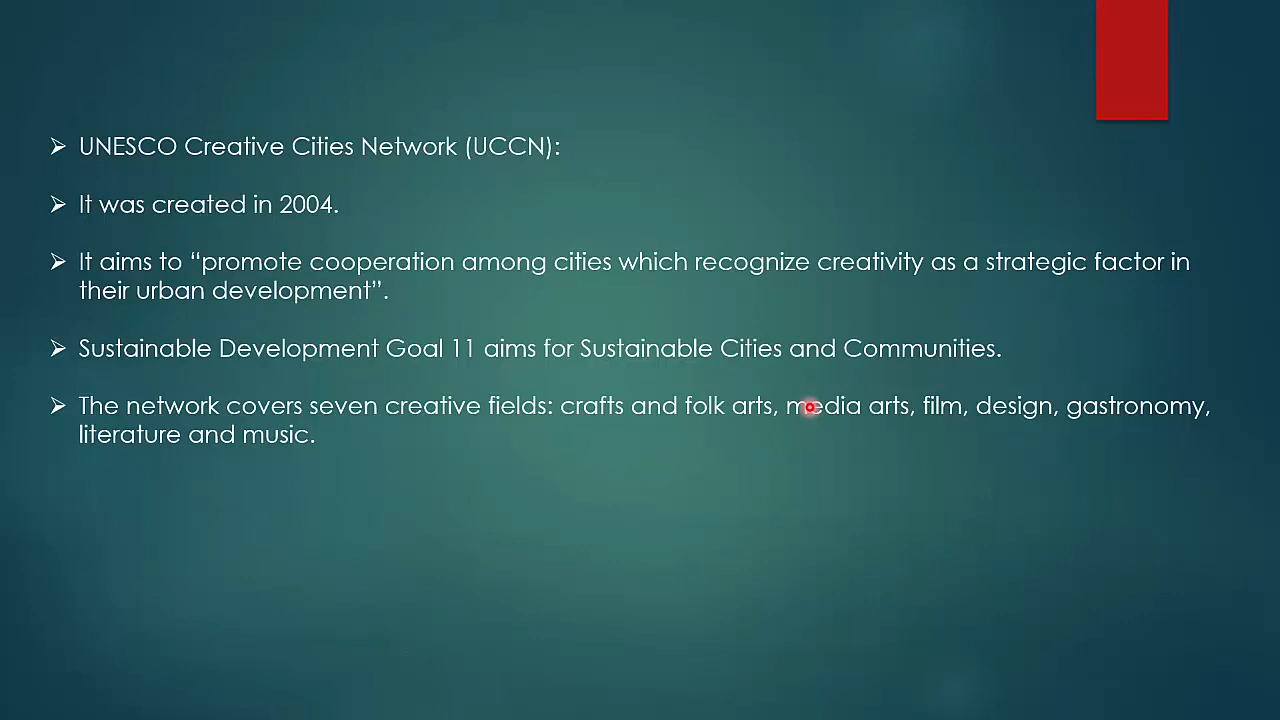 UNESCO Creative Cities Network (UCCN):
It was created in 2004.
It aims to “promote cooperation among cities which recognize creativity as a strategic factor in
their urban development”.
Sustainable Development Goal 11 aims for Sustainable Cities and Communities.
The network covers seven creative fields: crafts and folk arts, media arts, film, design, gastronomy,
literature and music.